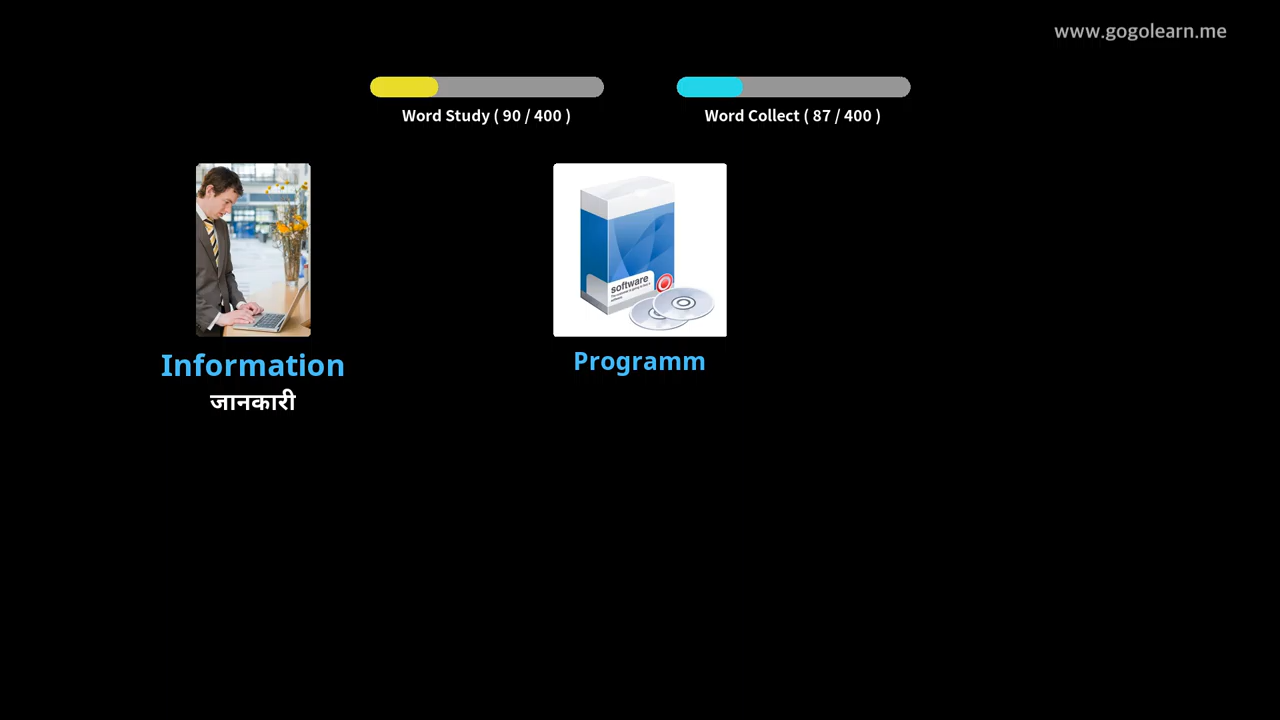 www.gogolearn.me
Word Study ( 90 / 400 )
Word Collect ( 87 / 400 )
software
Information
Programm
जानकारी